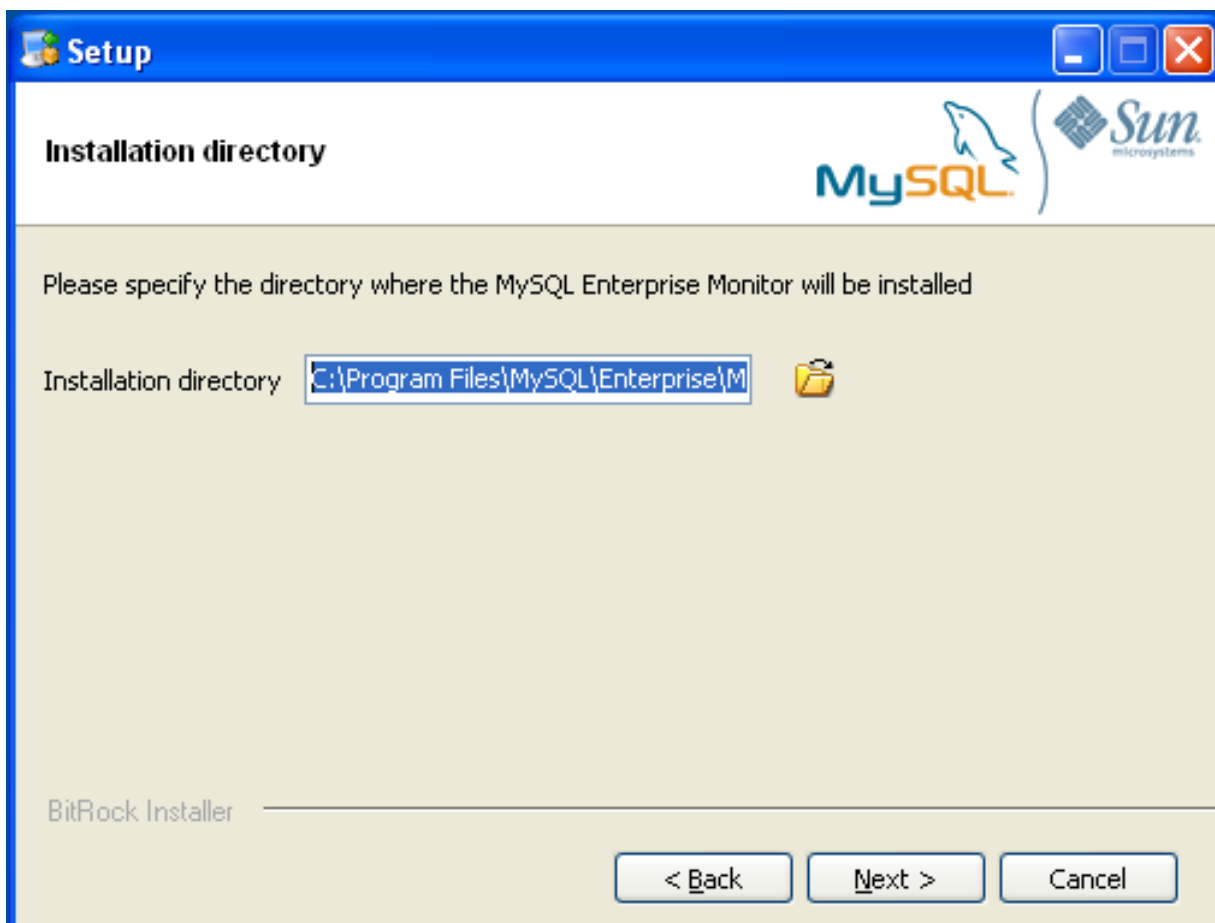 Setup
Installation directory
MySQL.
Sun
microsystems
Please specify the directory where the MySQL Enterprise Monitor will be installed
Installation directory
C:\Program Files\MySQL\Enterprise\M
BitRock Installer
< Back
Next >
Cancel